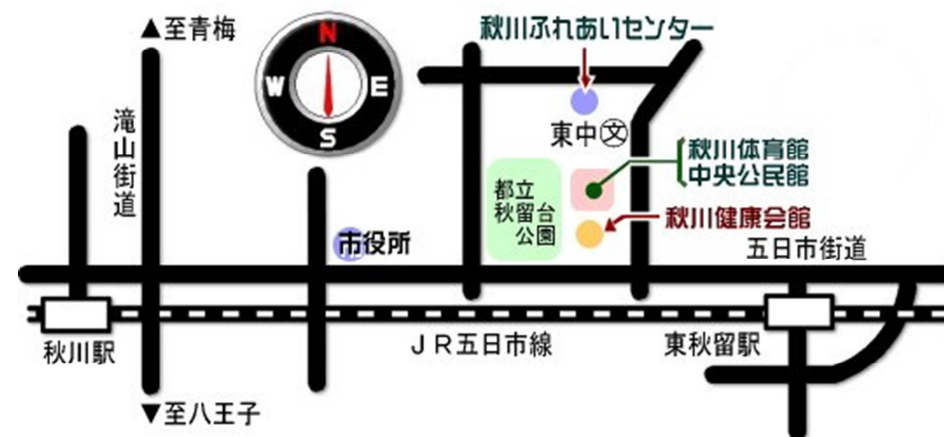 ▲至青梅
N
W
E
S
秋川ふれあいセンター
滝山街道
東中文
秋川体育館
中央公民館
都立
秋留台
公園
秋川健康会館
市役所
五日市街道
秋川駅
JR五日市線
東秋留駅
▼至八王子